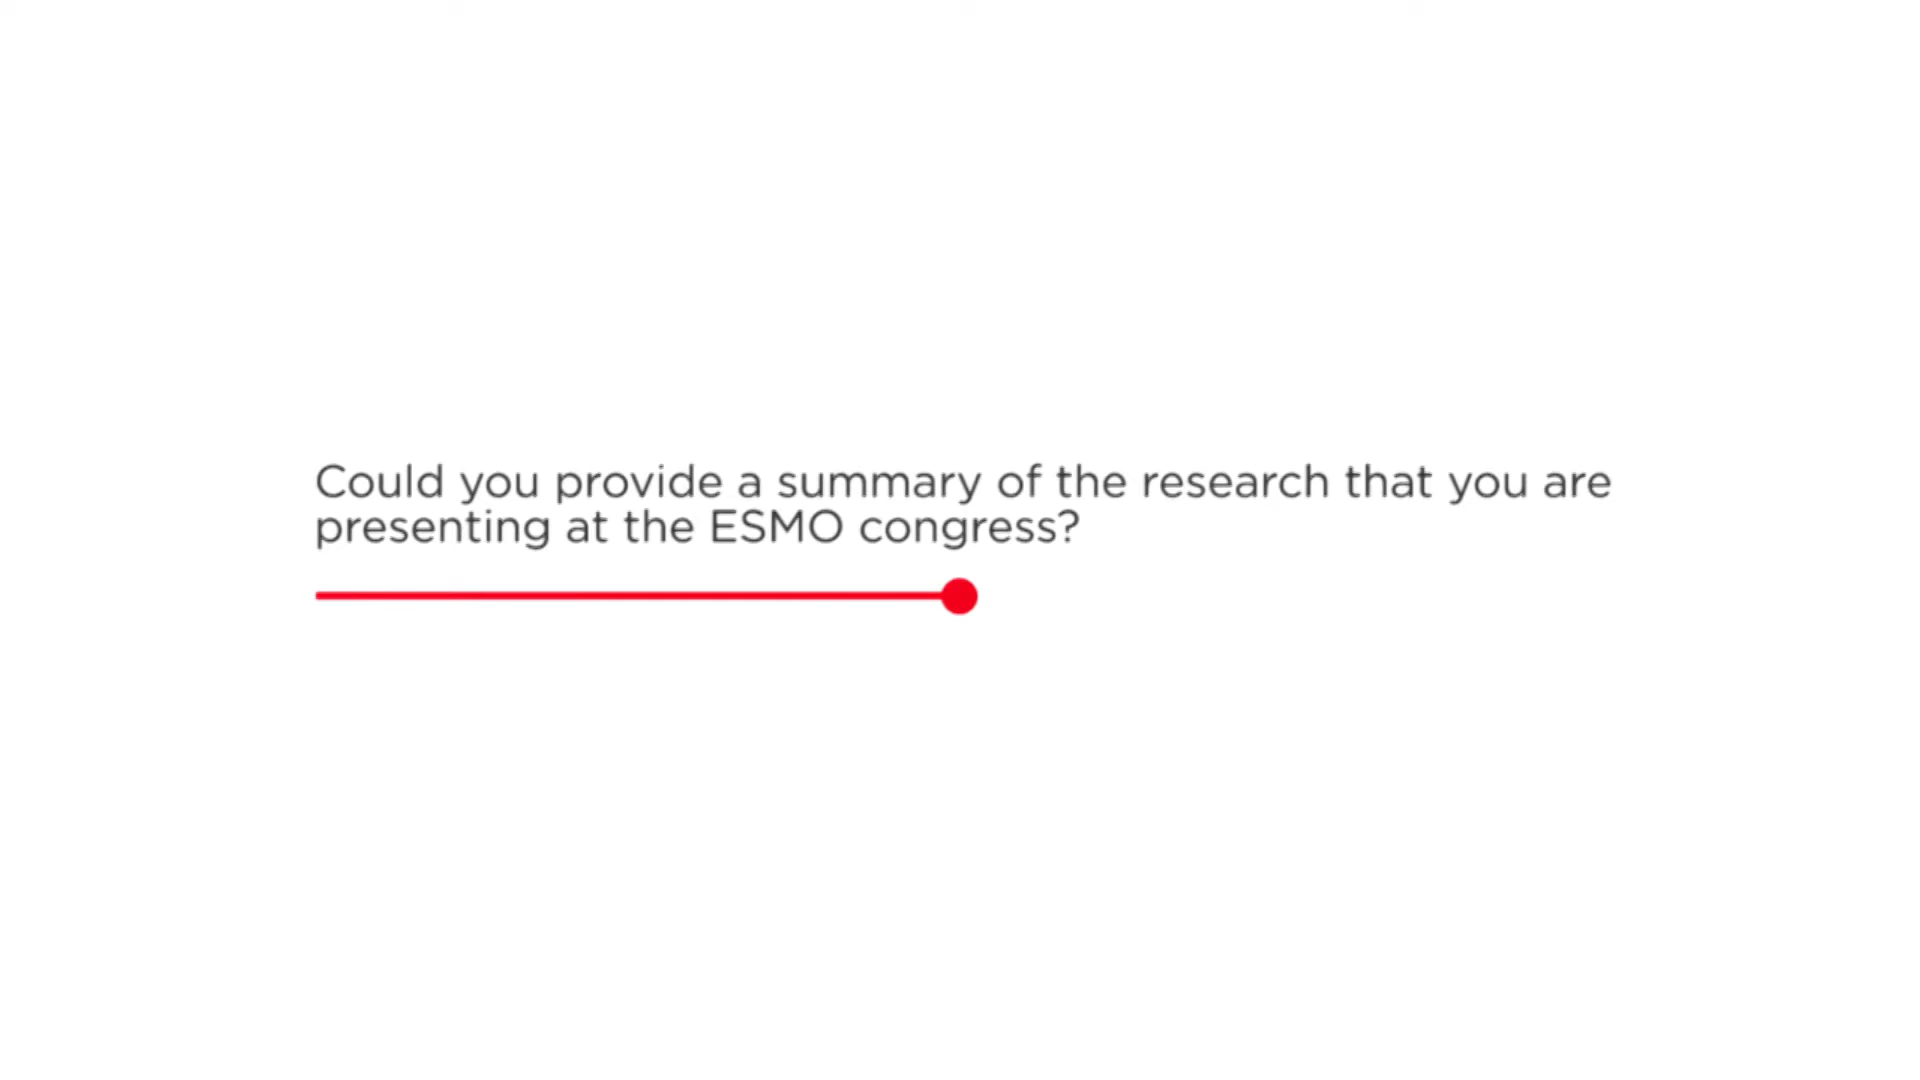 Could you provide a summary of the research that you are
presenting at the ESMO congress?